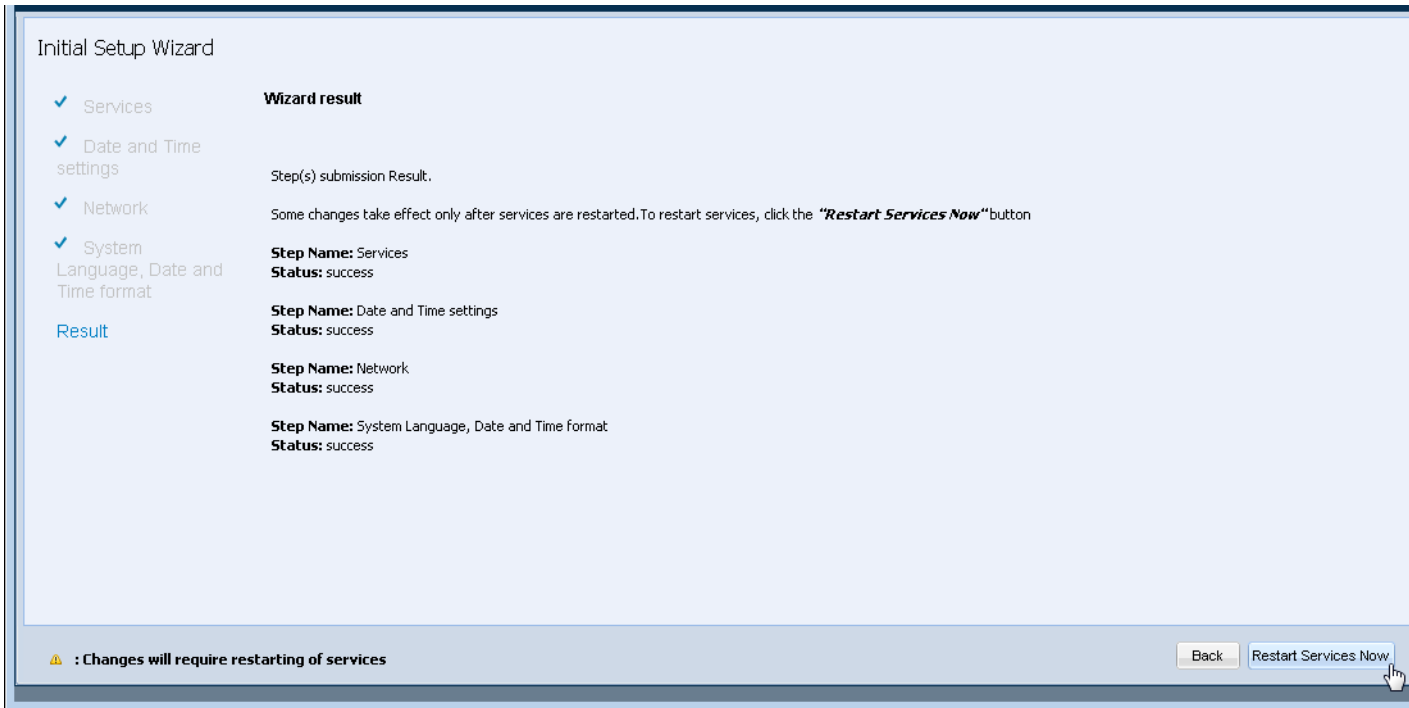 Initial Setup Wizard
Services
Date and Time
settings
Network
System
Language, Date and
Time format
Result
Wizard result
Step(s) submission Result.
Some changes take effect only after services are restarted.To restart services, click the "Restart Services Now" button
Step Name: Services
Status: success
Step Name: Date and Time settings
Status: success
Step Name: Network
Status: success
Step Name: System Language, Date and Time format
Status: success
: Changes will require restarting of services
Back
Restart Services Now